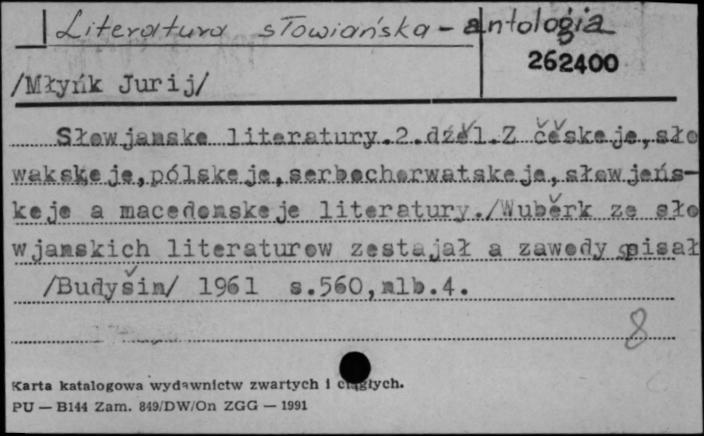 Literatura słowiańska - antologia
262400
/Młyńk Jurij/
Słowjanske literatury.2.dźěl.Z čěskeje,sło
wakskeje,pólskeje,serbochorwatskeje,słowjeńs-
keje a macedonskeje literatury./Wuběrk ze sło
wjanskich literaturow zestajał a zawody spisał
/Budyšin/ 1961 s.560,nlb.4.
8
Karta katalogowa wydawnictw zwartych i ciągłych.
PU — B144 Zam. 849/DW/On ZGG — 1991